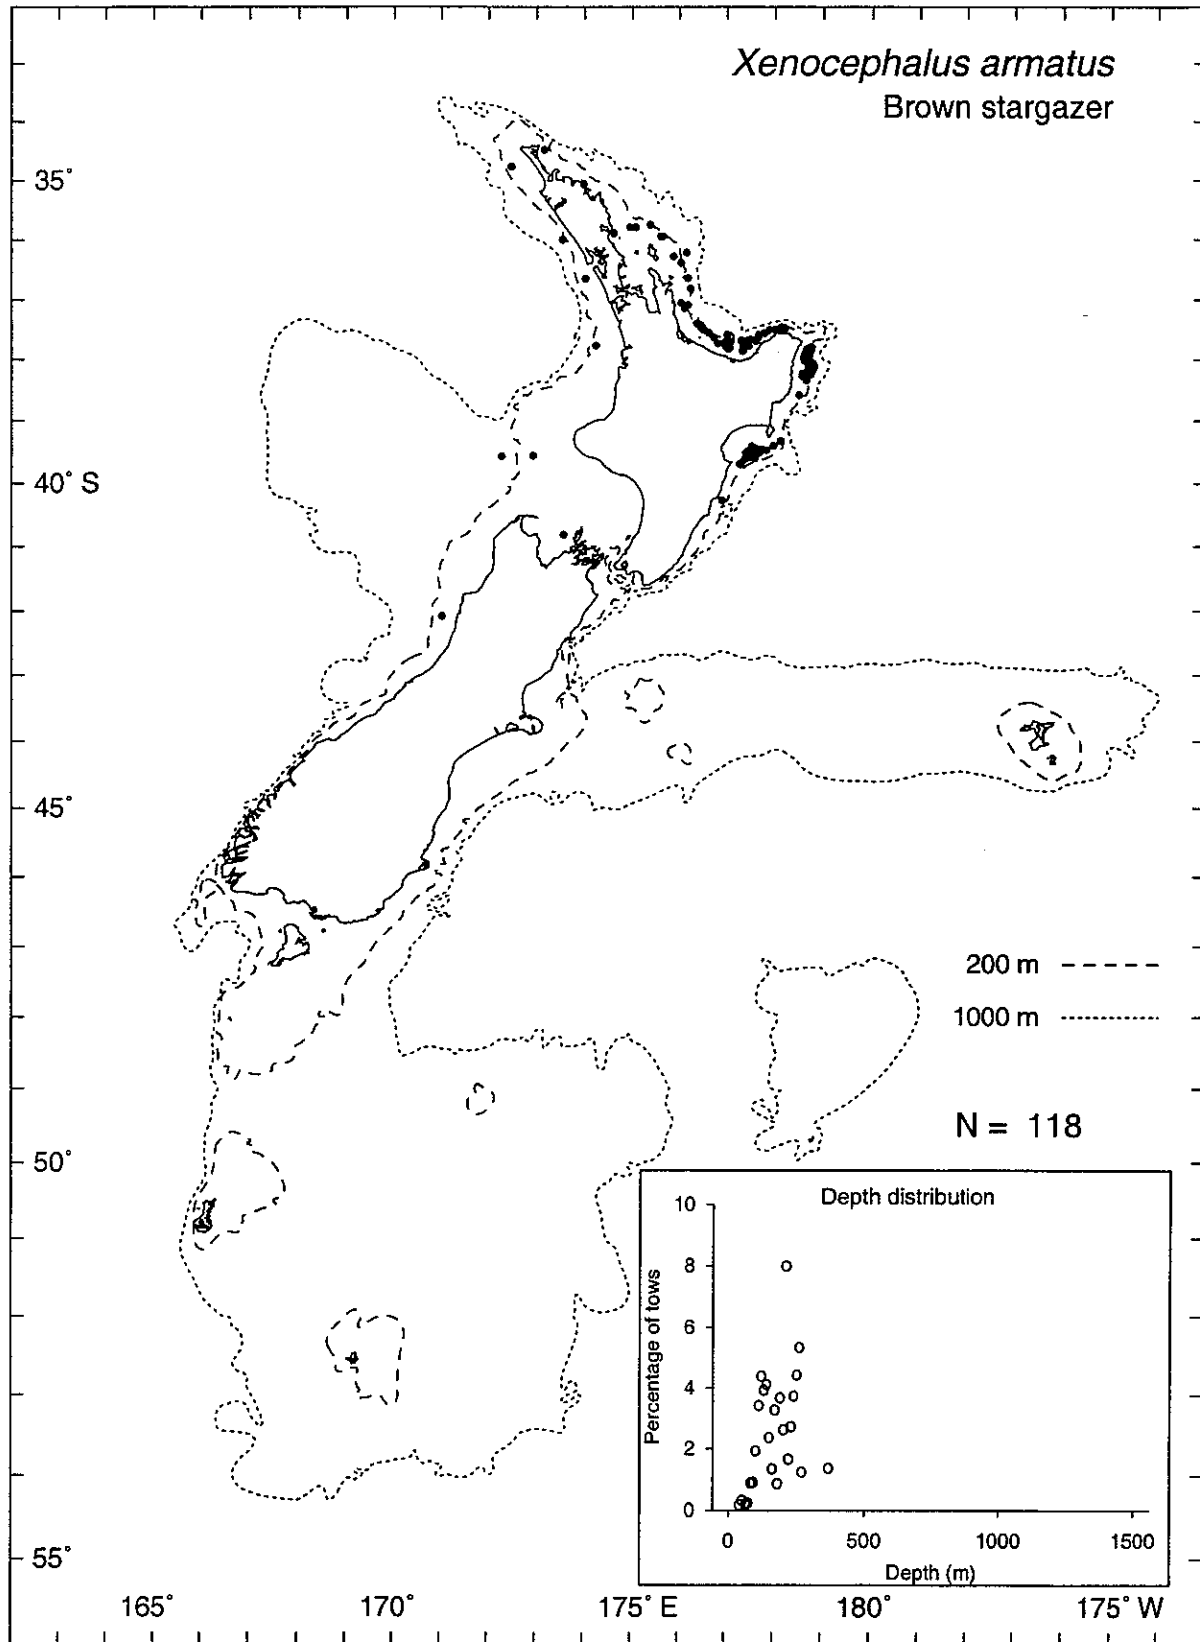 Xenocephalus armatus
Brown stargazer
35°
40° S
45°
200 m
1000 m
N = 118
50°
Depth distribution
10
8
6
4
2
0
Percentage of tows
0 500 1000 1500
Depth (m)
55°
165° 170° 175° E 180° 175° W